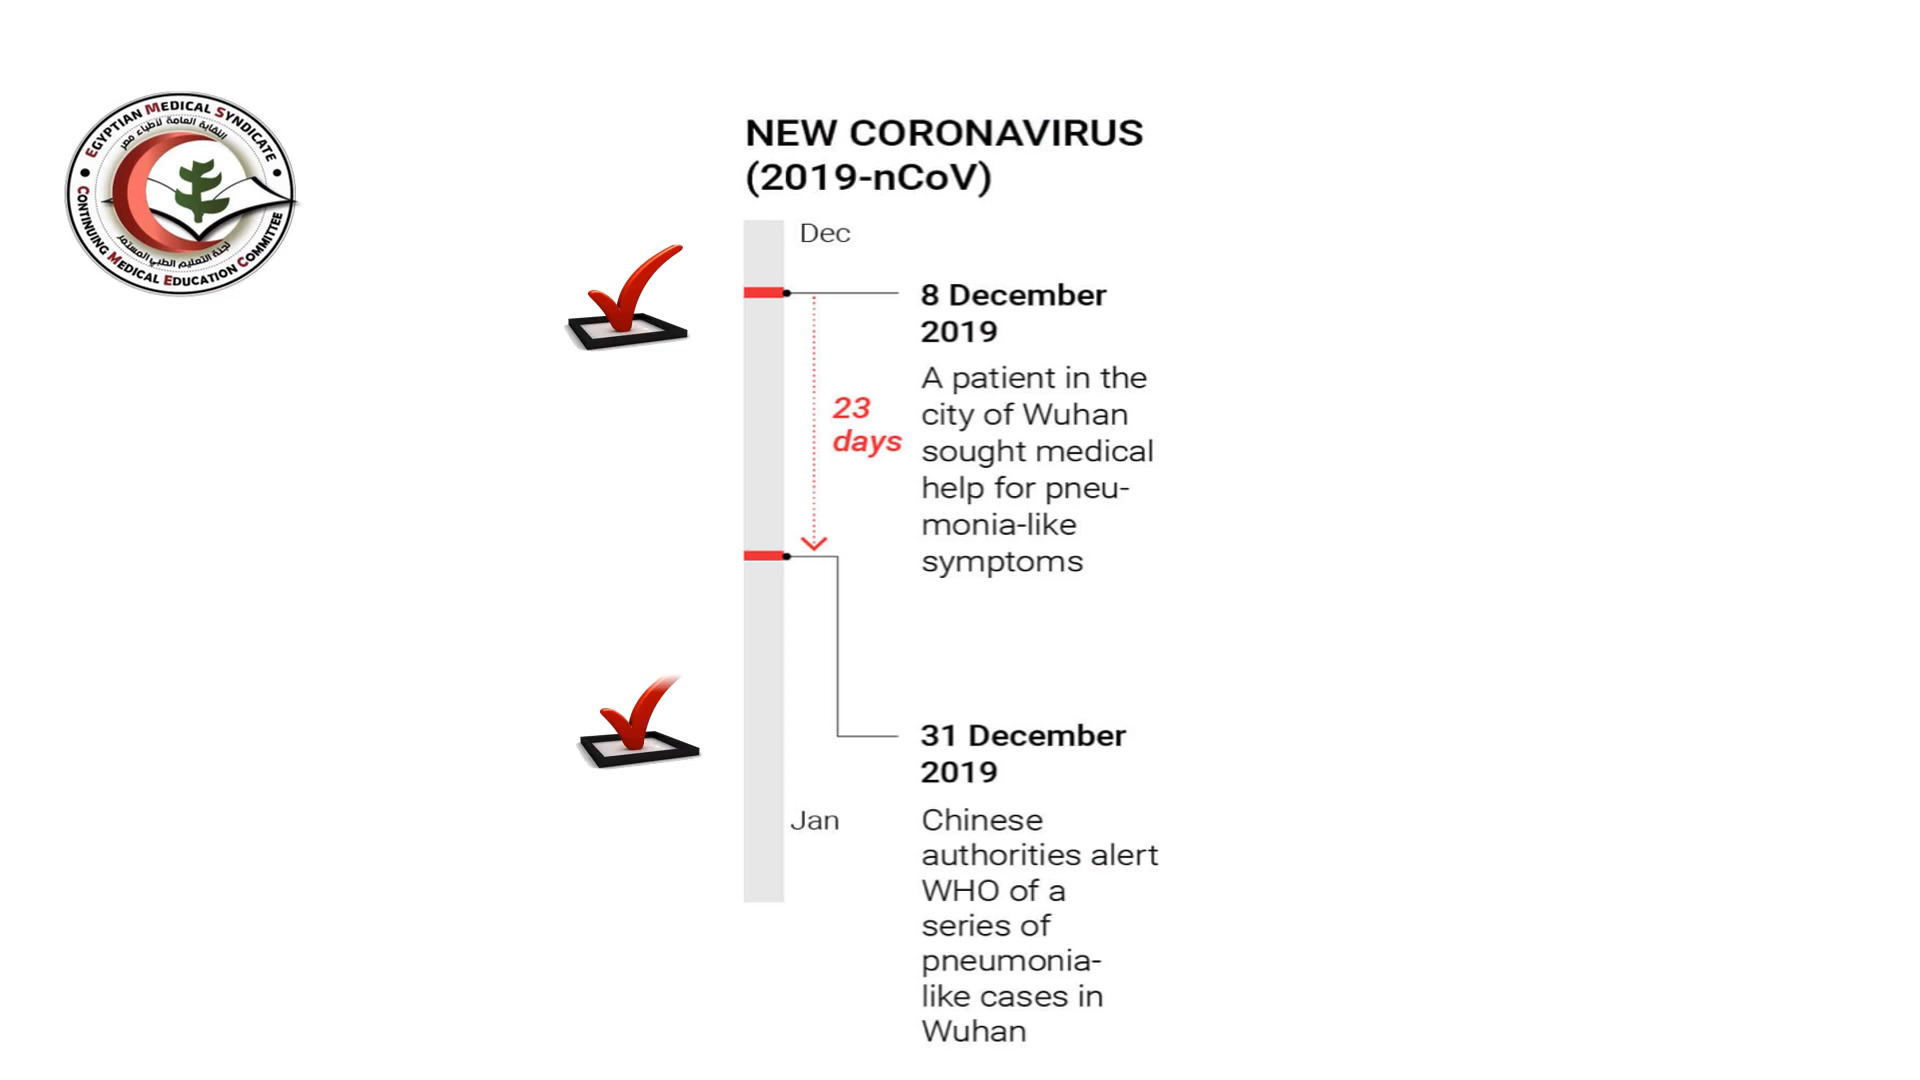 EGYPTIAN MEDICAL SYNDICATE
النقابة العامة لأطباء مصر
لجنة التعليم الطبي المستمر
CONTINUING MEDICAL EDUCATION COMMITTEE
NEW CORONAVIRUS
(2019-nCoV)
Dec
8 December
2019
A patient in the
city of Wuhan
sought medical
help for pneu-
monia-like
symptoms
23
days
31 December
2019
Jan
Chinese
authorities alert
WHO of a
series of
pneumonia-
like cases in
Wuhan